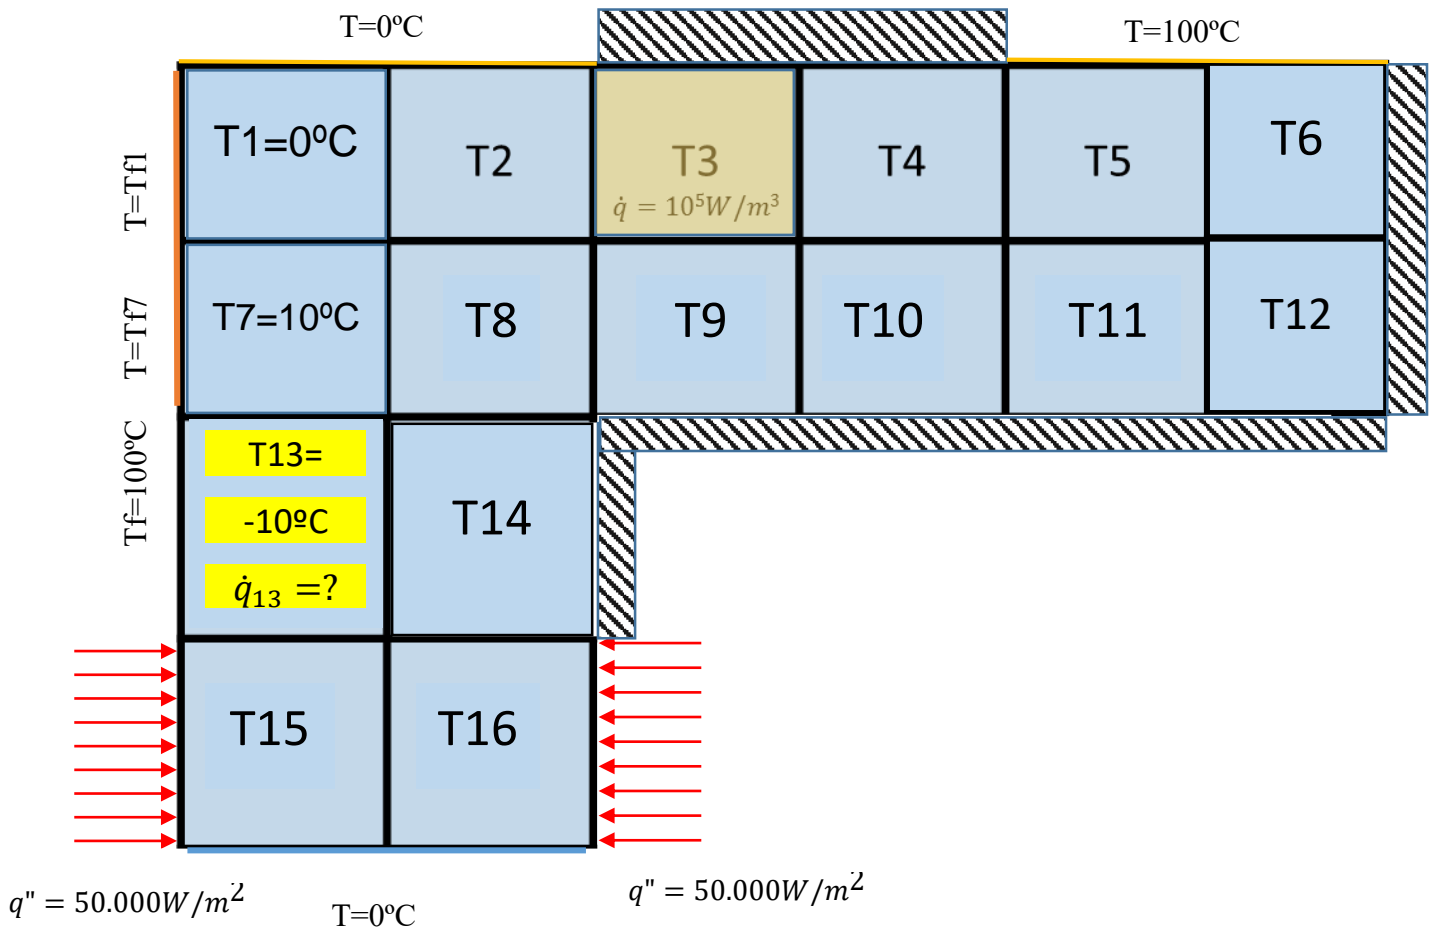 T=0ºC
T=100ºC
T=Tf1
T1=0ºC
T2
T3
q̇ = 10⁵W/m³
T4
T5
T6
T=Tf7
T7=10ºC
T8
T9
T10
T11
T12
Tf=100ºC
T13=
-10ºC
q̇₁₃ =?
T14
T15
T16
q" = 50.000W/m²
T=0ºC
q" = 50.000W/m²